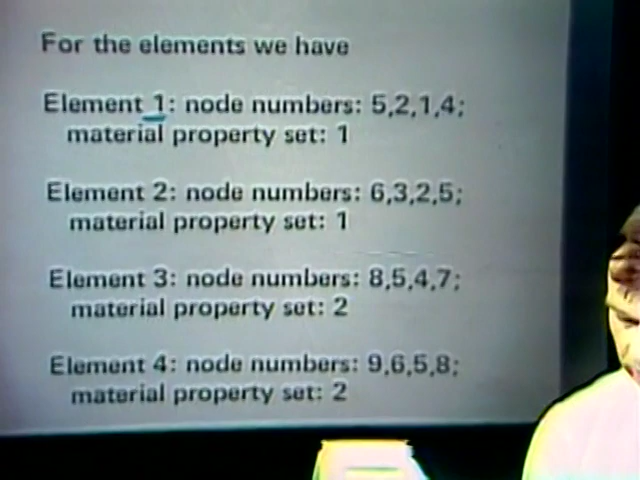 For the elements we have
Element 1: node numbers: 5,2,1,4;
material property set: 1
Element 2: node numbers: 6,3,2,5;
material property set: 1
Element 3: node numbers: 8,5,4,7;
material property set: 2
Element 4: node numbers: 9,6,5,8;
material property set: 2